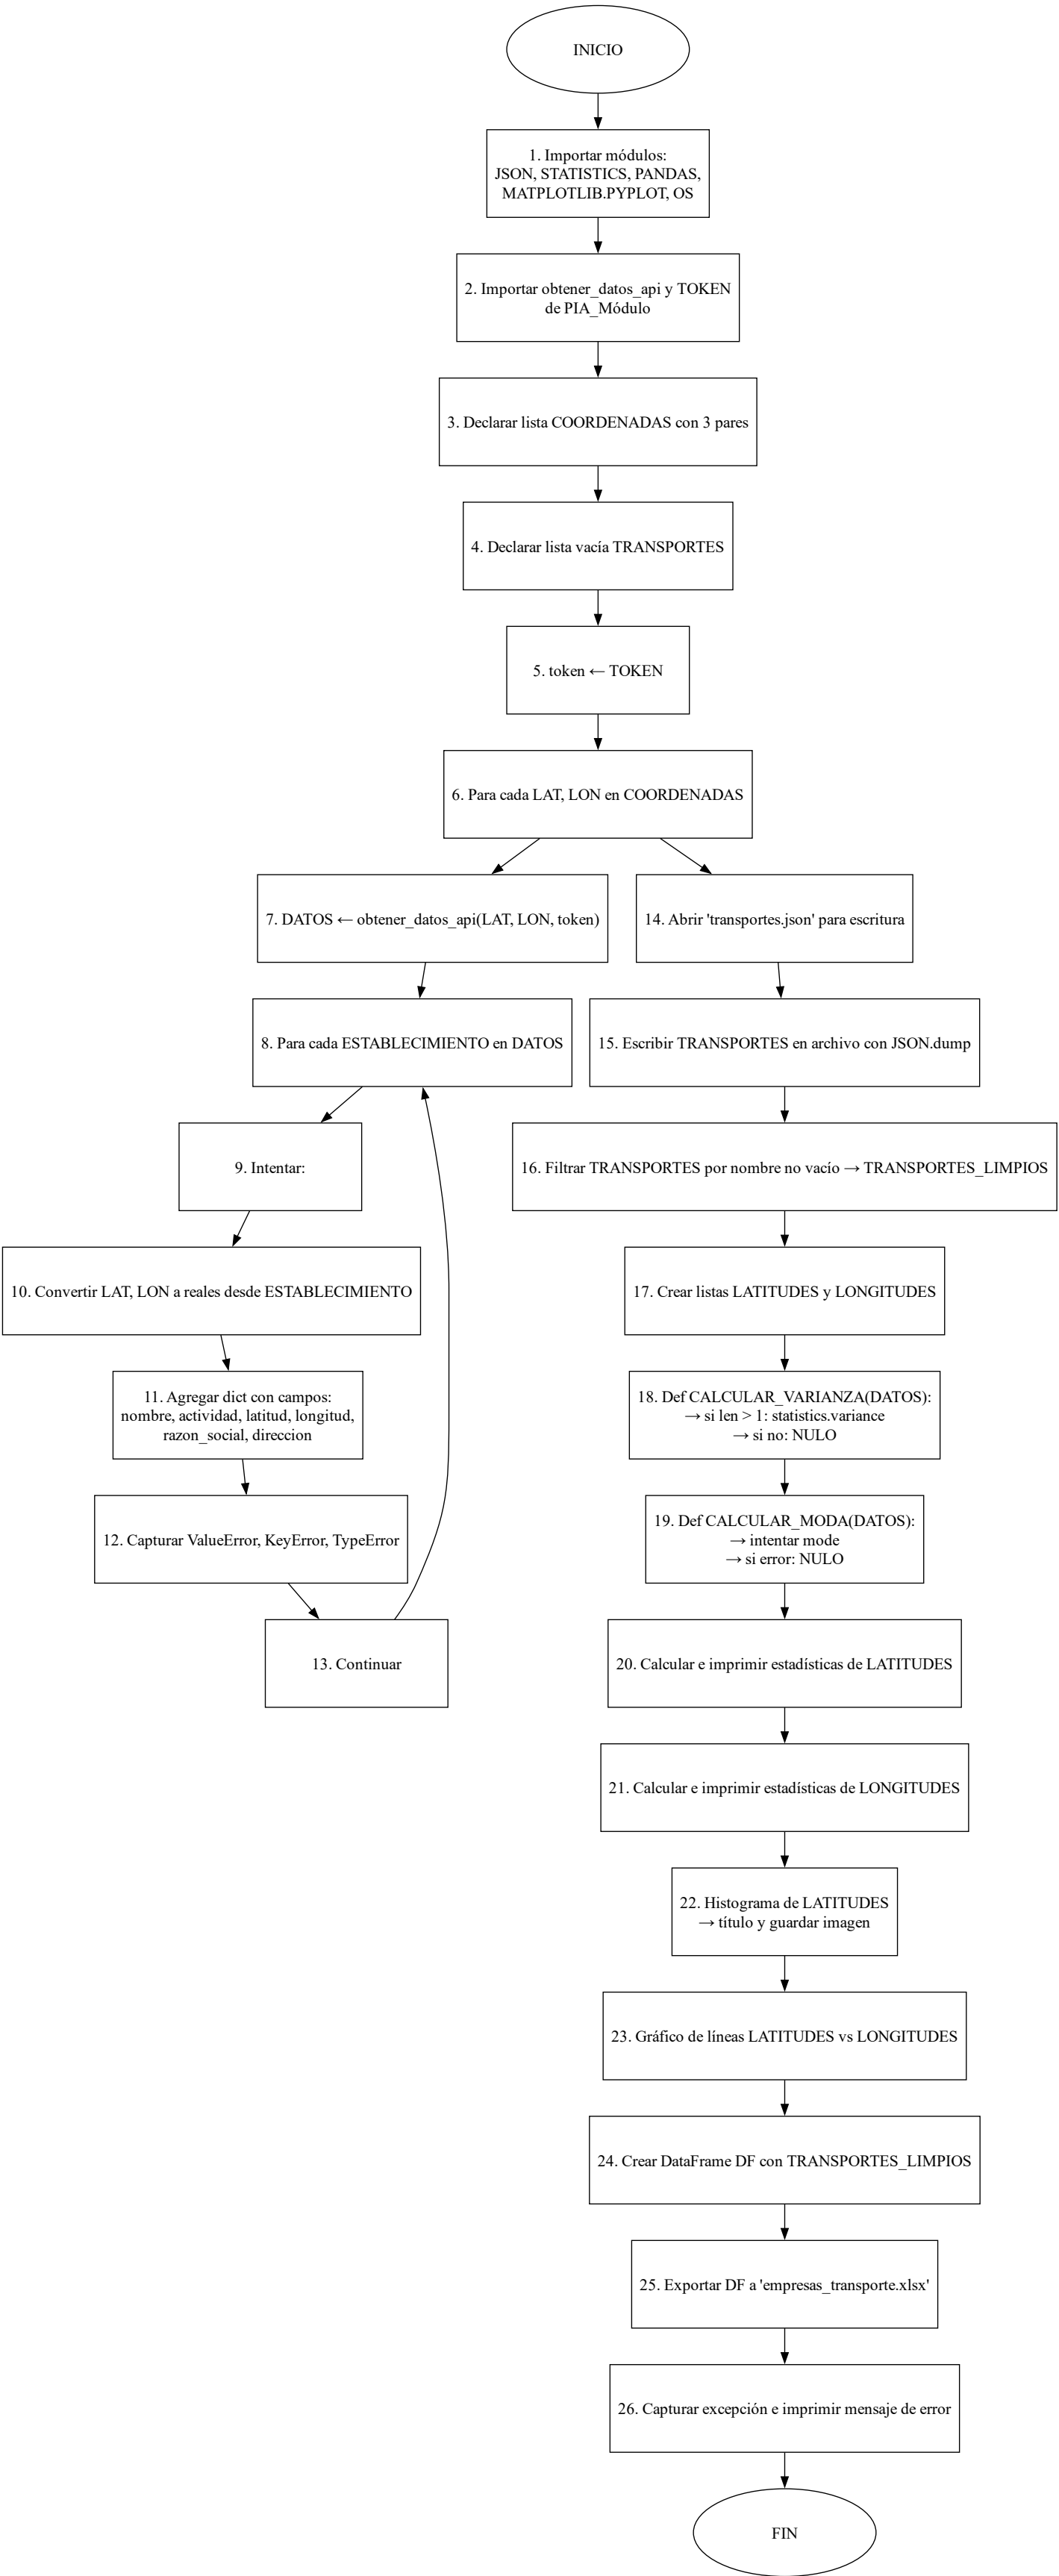 INICIO
1. Importar módulos:
JSON, STATISTICS, PANDAS,
MATPLOTLIB.PYPLOT, OS
2. Importar obtener_datos_api y TOKEN
de PIA_Módulo
3. Declarar lista COORDENADAS con 3 pares
4. Declarar lista vacía TRANSPORTES
5. token ← TOKEN
6. Para cada LAT, LON en COORDENADAS
7. DATOS ← obtener_datos_api(LAT, LON, token)
8. Para cada ESTABLECIMIENTO en DATOS
9. Intentar:
10. Convertir LAT, LON a reales desde ESTABLECIMIENTO
11. Agregar dict con campos:
nombre, actividad, latitud, longitud,
razon_social, direccion
12. Capturar ValueError, KeyError, TypeError
13. Continuar
14. Abrir 'transportes.json' para escritura
15. Escribir TRANSPORTES en archivo con JSON.dump
16. Filtrar TRANSPORTES por nombre no vacío → TRANSPORTES_LIMPIOS
17. Crear listas LATITUDES y LONGITUDES
18. Def CALCULAR_VARIANZA(DATOS):
→ si len > 1: statistics.variance
→ si no: NULO
19. Def CALCULAR_MODA(DATOS):
→ intentar mode
→ si error: NULO
20. Calcular e imprimir estadísticas de LATITUDES
21. Calcular e imprimir estadísticas de LONGITUDES
22. Histograma de LATITUDES
→ título y guardar imagen
23. Gráfico de líneas LATITUDES vs LONGITUDES
24. Crear DataFrame DF con TRANSPORTES_LIMPIOS
25. Exportar DF a 'empresas_transporte.xlsx'
26. Capturar excepción e imprimir mensaje de error
FIN